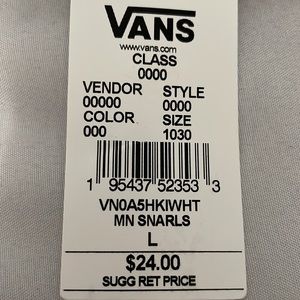 VANS
www.vans.com
CLASS
0000
VENDOR STYLE
00000 0000
COLOR SIZE
000 1030
1 95437 52353 3
VN0A5HKIWHT
MN SNARLS
L
$24.00
SUGG RET PRICE